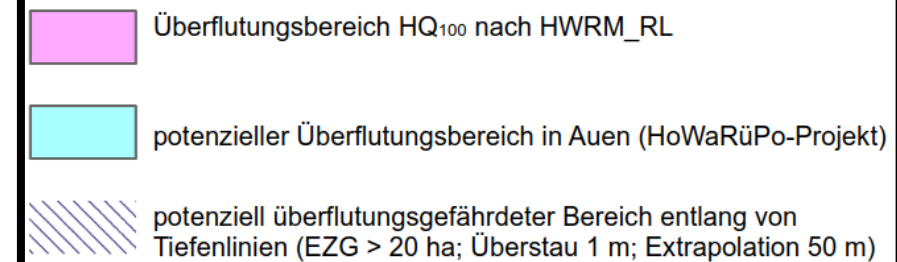 Überflutungsbereich HQ100 nach HWRM_RL
potenzieller Überflutungsbereich in Auen (HoWaRüPo-Projekt)
potenziell überflutungsgefährdeter Bereich entlang von
Tiefenlinien (EZG > 20 ha; Überstau 1 m; Extrapolation 50 m)